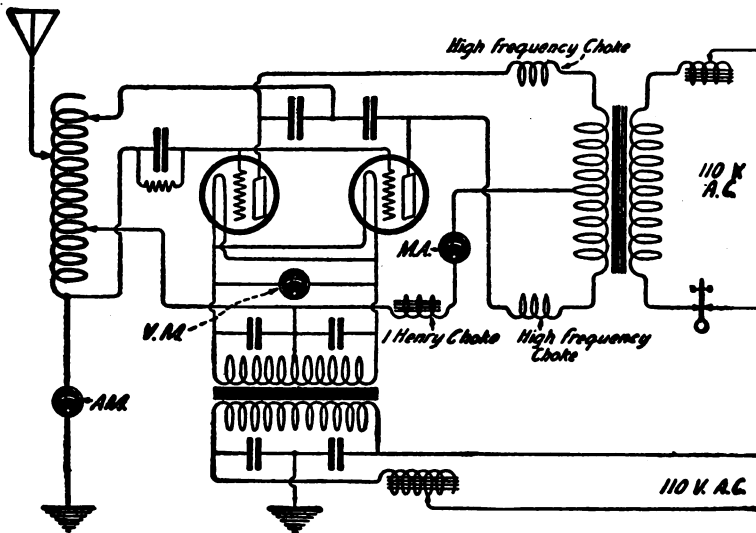 High Frequency Choke
110 V.
A.C.
M.A.
V.M.
1 Henry Choke
High Frequency
Choke
A.M.
110 V. A.C.